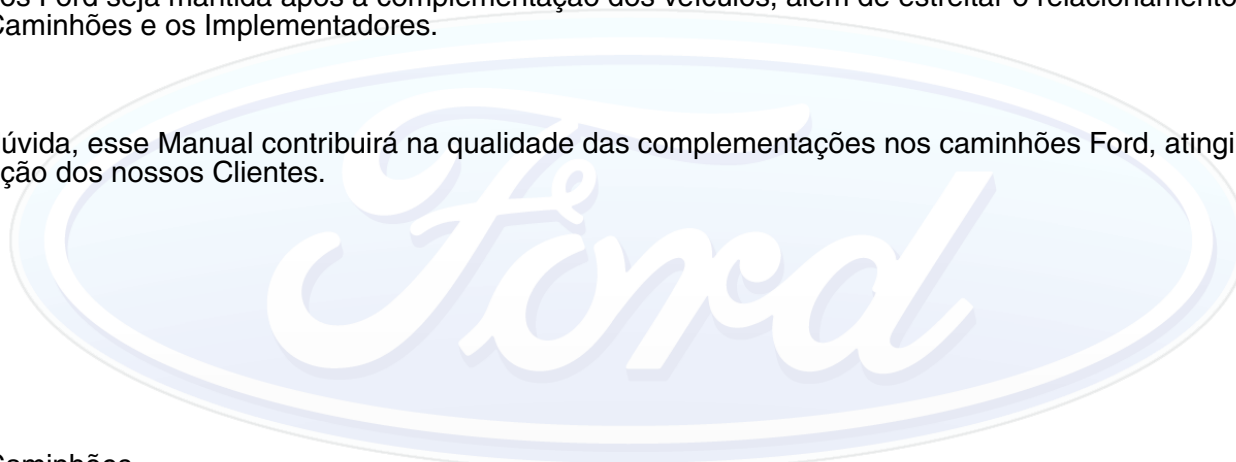 os Ford seja mantida após a complementação dos veículos, além de estreitar o relacionamento
Caminhões e os Implementadores.
úvida, esse Manual contribuirá na qualidade das complementações nos caminhões Ford, atingi
ção dos nossos Clientes.
Ford
Caminhões